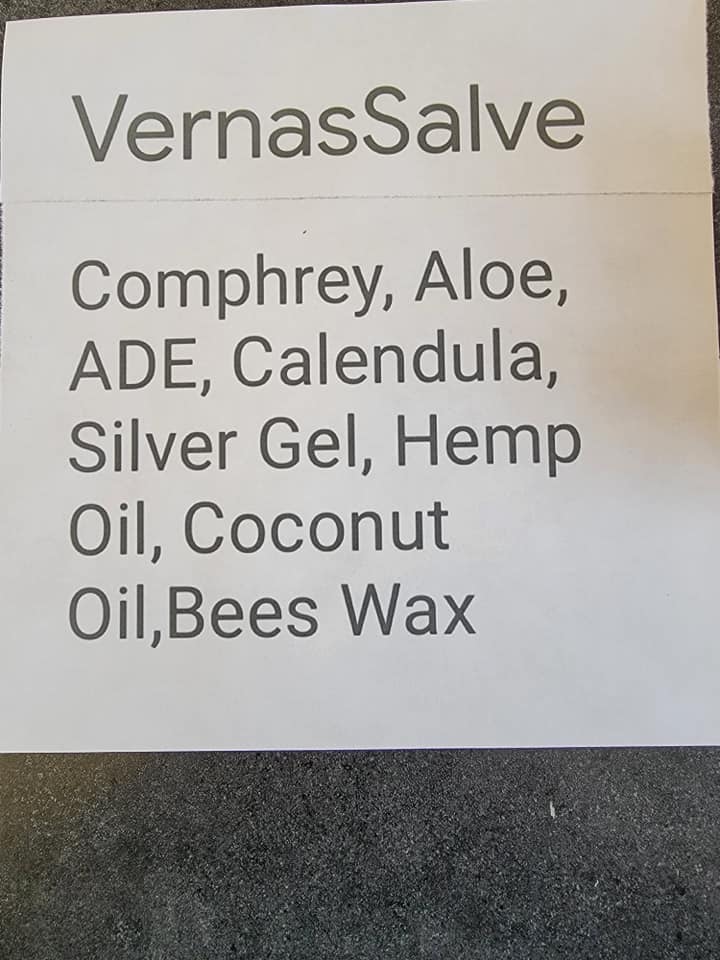 VernasSalve
Comphrey, Aloe,
ADE, Calendula,
Silver Gel, Hemp
Oil, Coconut
Oil,Bees Wax